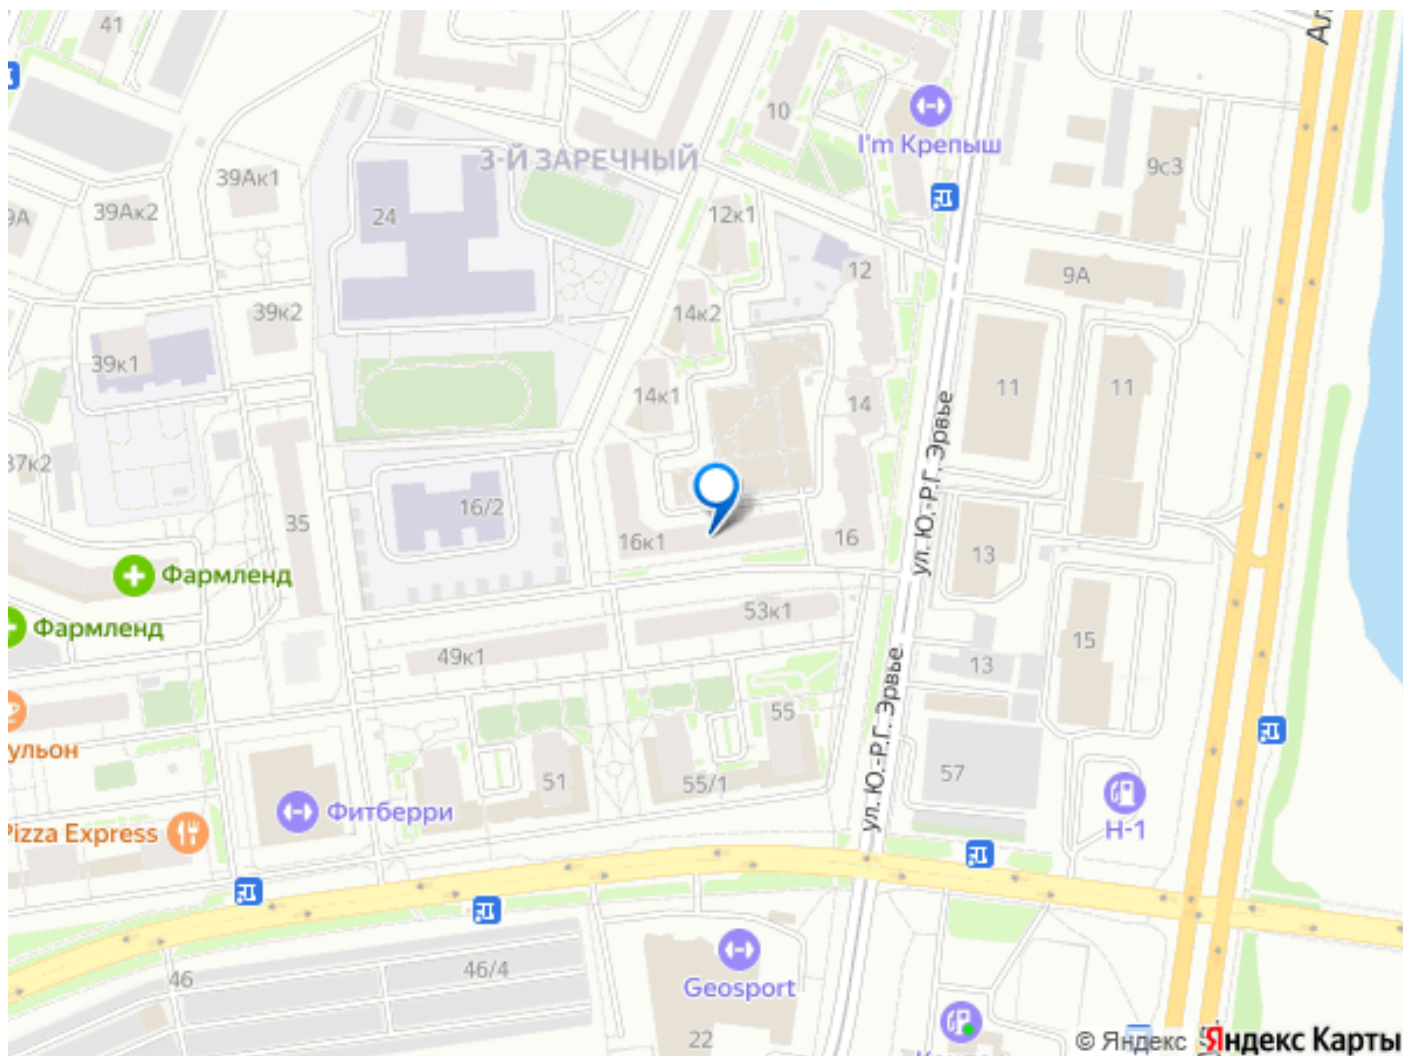 41
10
I'm Крепыш
3-Й ЗАРЕЧНЫЙ
39Ак1
39Ак2
9А
24
12к1
9с3
12
9А
14к2
39к2
39к1
14к1
14
11
11
37к2
35
16/2
16к1
16
13
ул. Ю.-Р.Г. Эрвье
Фармленд
Фармленд
53к1
49к1
15
13
ул. Ю.-Р.Г. Эрвье
55
ульон
51
55/1
57
Фитберри
Pizza Express
Н-1
46
46/4
Geosport
22
© Яндекс
Яндекс Карты